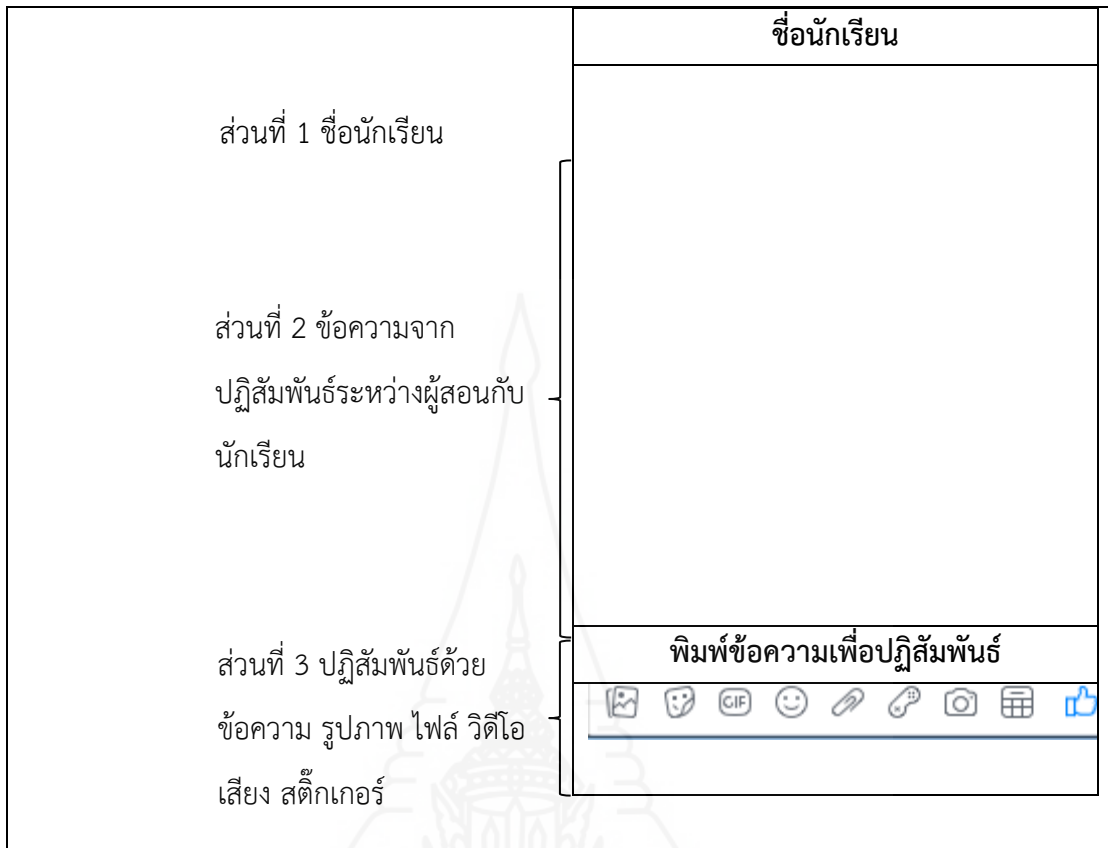 ชื่อนักเรียน
ส่วนที่ 1 ชื่อนักเรียน
ส่วนที่ 2 ข้อความจาก
ปฏิสัมพันธ์ระหว่างผู้สอนกับ
นักเรียน
พิมพ์ข้อความเพื่อปฏิสัมพันธ์
ส่วนที่ 3 ปฏิสัมพันธ์ด้วย
ข้อความ รูปภาพ ไฟล์ วิดีโอ
เสียง สติ๊กเกอร์
GIF